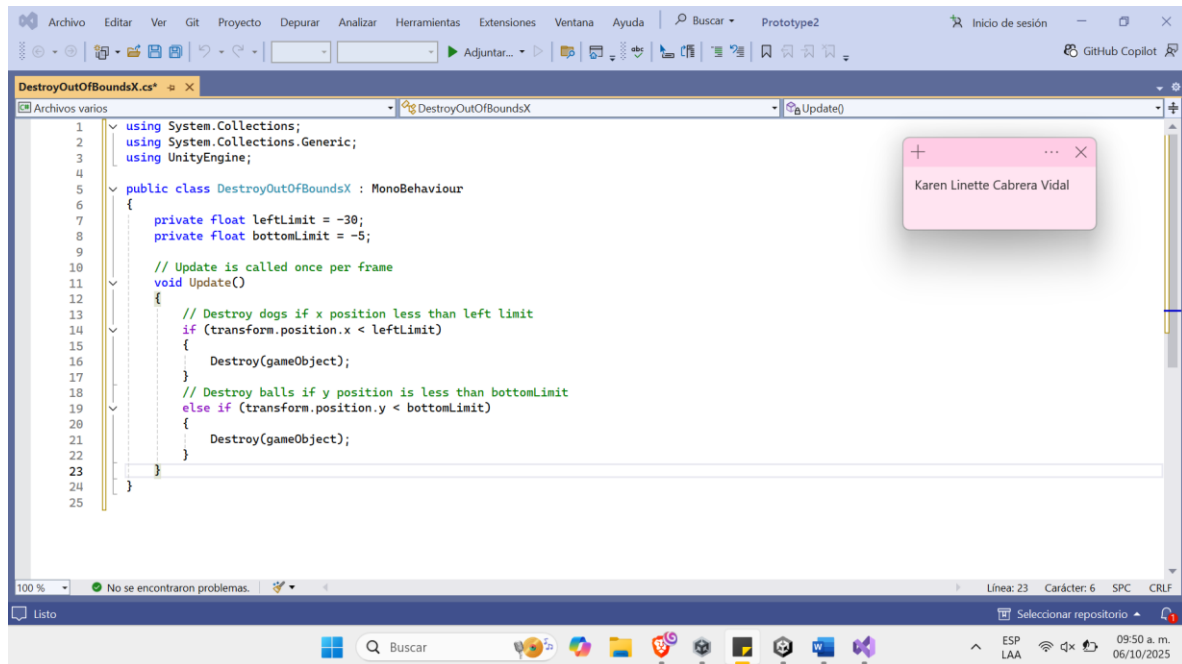 Archivo Editar Ver Git Proyecto Depurar Analizar Herramientas Extensiones Ventana Ayuda Buscar Prototype2 Inicio de sesión
Adjuntar... GitHub Copilot
DestroyOutOfBoundsX.cs*
Archivos varios DestroyOutOfBoundsX Update()
1 using System.Collections;
2 using System.Collections.Generic;
3 using UnityEngine;
4
5 public class DestroyOutOfBoundsX : MonoBehaviour
6 {
7 private float leftLimit = -30;
8 private float bottomLimit = -5;
9
10 // Update is called once per frame
11 void Update()
12 {
13 // Destroy dogs if x position less than left limit
14 if (transform.position.x < leftLimit)
15 {
16 Destroy(gameObject);
17 }
18 // Destroy balls if y position is less than bottomLimit
19 else if (transform.position.y < bottomLimit)
20 {
21 Destroy(gameObject);
22 }
23 }
24 }
25
Karen Linette Cabrera Vidal
100 % No se encontraron problemas. Línea: 23 Carácter: 6 SPC CRLF
Listo Seleccionar repositorio 1
Buscar ESP LAA 09:50 a. m. 06/10/2025